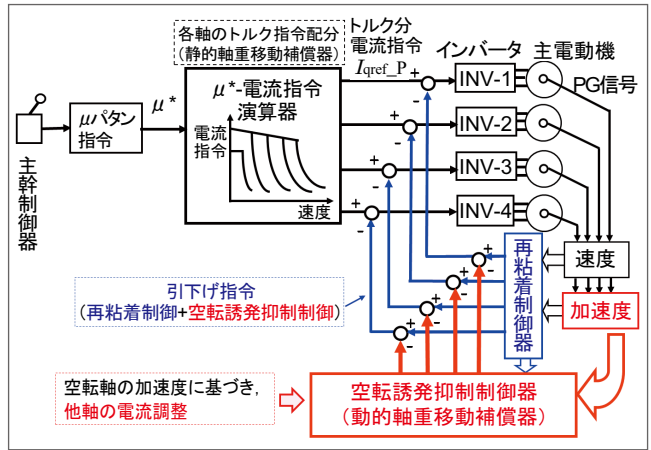 各軸のトルク指令配分
(静的軸重移動補償器)
トルク分
電流指令
Iqref_P
インバータ
主電動機
PG信号
μ*-電流指令
演算器
電流
指令
速度
μ*
μパタン
指令
主幹制御器
+
-
+
-
+
-
+
-
INV-1
INV-2
INV-3
INV-4
速度
加速度
再粘着制御器
+
-
+
-
+
-
+
-
引下げ指令
(再粘着制御+空転誘発抑制制御)
空転軸の加速度に基づき,
他軸の電流調整
空転誘発抑制制御器
(動的軸重移動補償器)